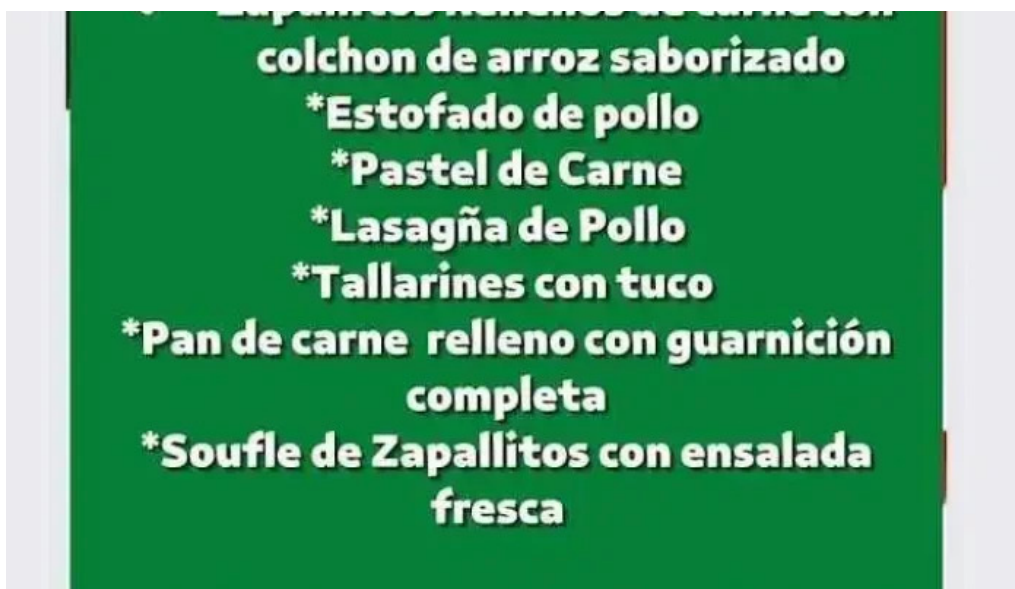 colchon de arroz saborizado
*Estofado de pollo
*Pastel de Carne
*Lasagña de Pollo
*Tallarines con tuco
*Pan de carne  relleno con guarnición
completa
*Soufle de Zapallitos con ensalada
fresca